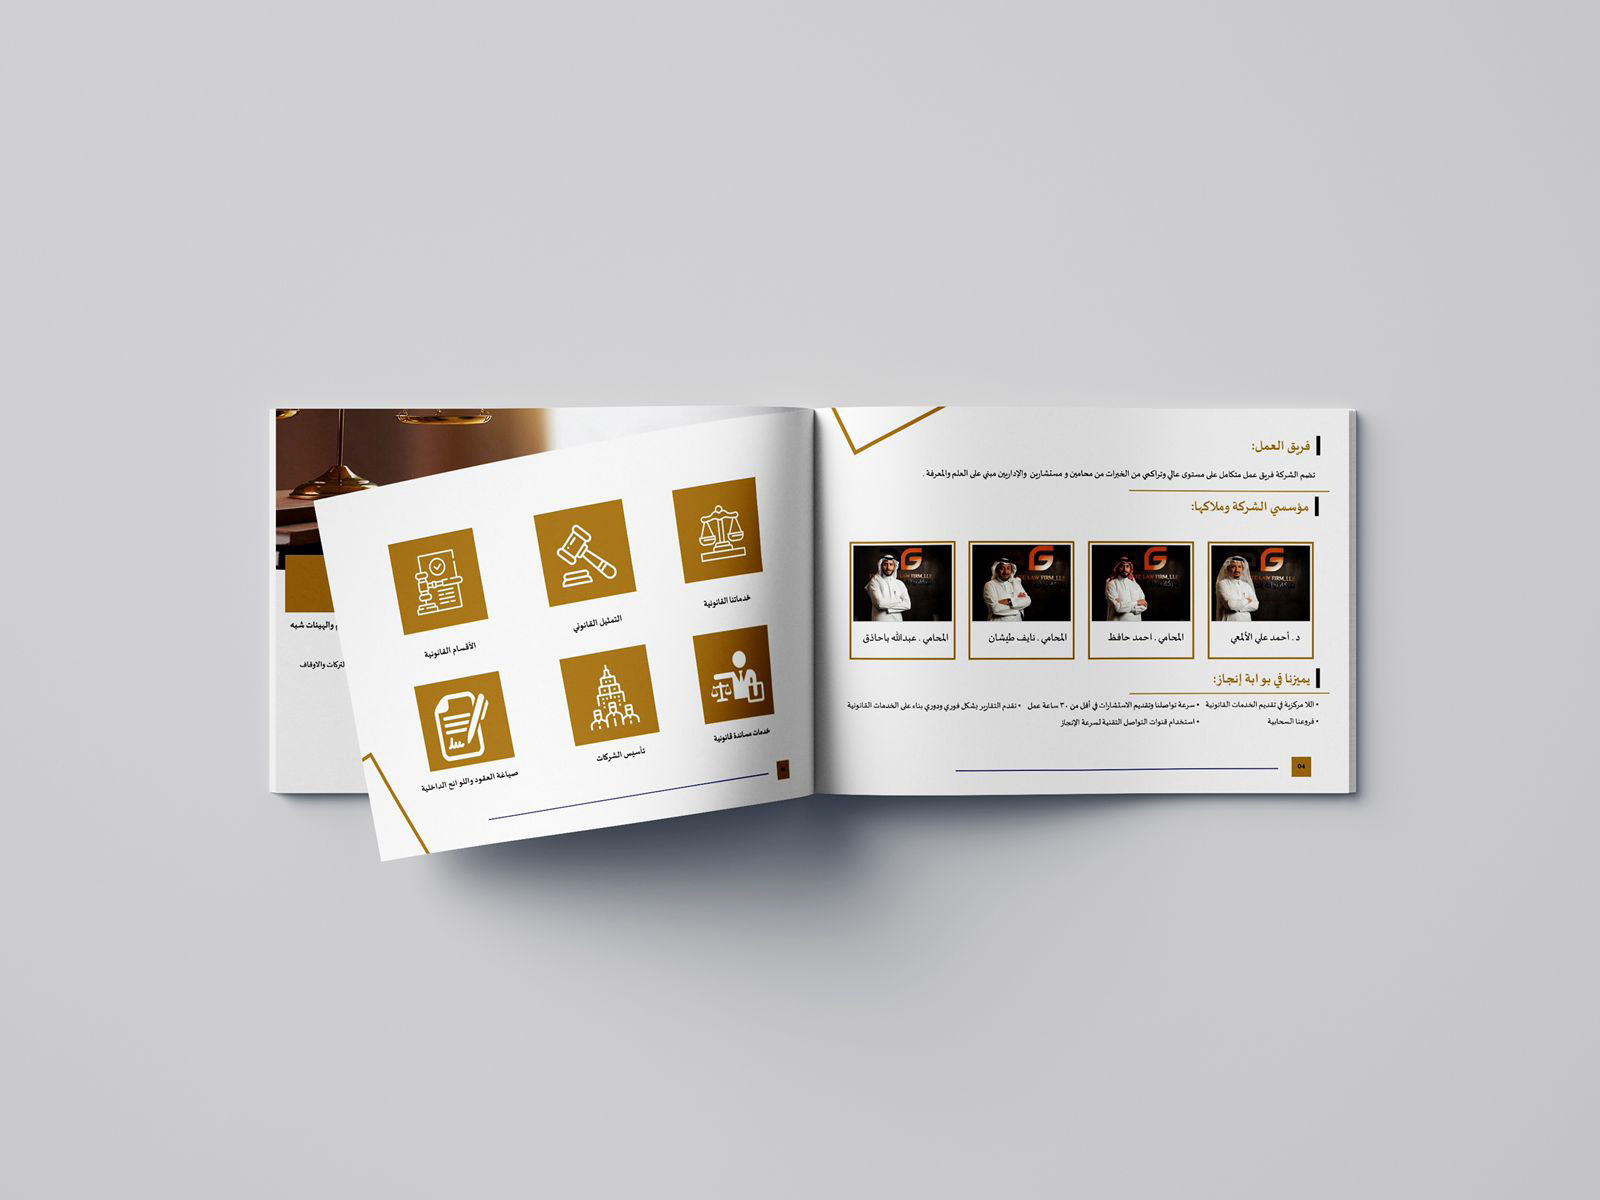 فريق العمل:
تضم الشركة فريق عمل متكامل على مستوى عالي وتراكمي من الخبرات من محامين و مستشارين والإداريين مبني على العلم والمعرفة .
مؤسسي الشركة وملاكها:
د . أحمد علي الألمعي
المحامي . احمد حافظ
المحامي . نايف طيشان
المحامي . عبدالله باحاذق
يميزنا في بوابة إنجاز:
• اللا مركزية في تقديم الخدمات القانونية
• فروعنا السحابية
• سرعة تواصلنا وتقديم الاستشارات في أقل من ٣٠ ساعة عمل
• استخدام قنوات التواصل التقنية لسرعة الإنجاز
• نقدم التقارير بشكل فوري ودوري بناء على الخدمات القانونية
04
خدماتنا القانونية
التمثيل القانوني
الأقسام القانونية
خدمات مساندة قانونية
تأسيس الشركات
صياغة العقود واللوائح الداخلية
والهيئات شبه
التركات والاوقاف